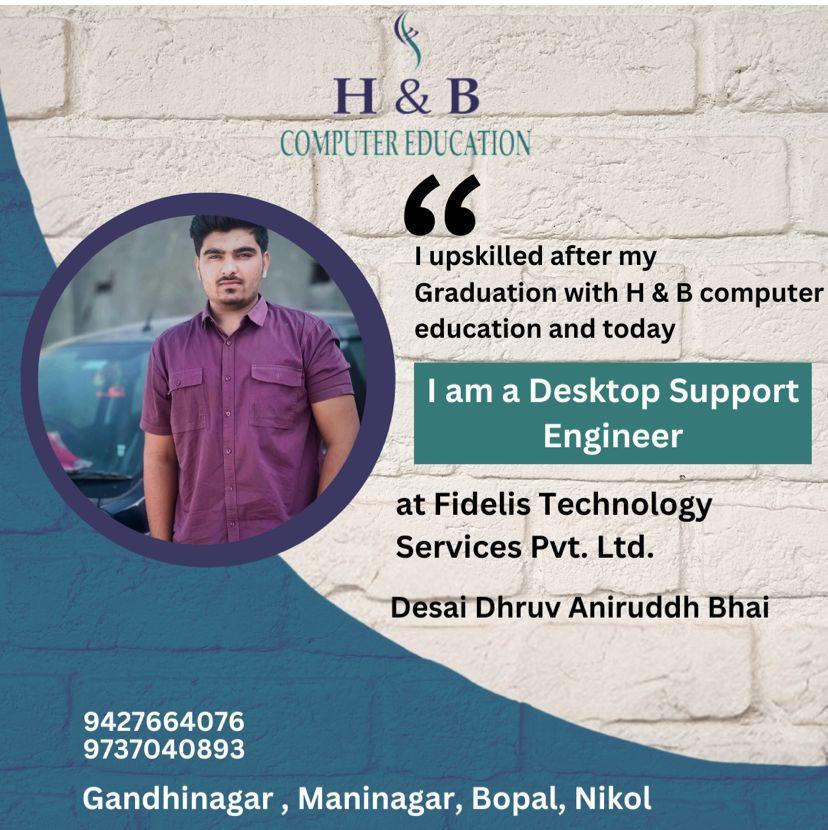 H & B
COMPUTER EDUCATION
“
I upskilled after my
Graduation with H & B computer
education and today
I am a Desktop Support
Engineer
at Fidelis Technology
Services Pvt. Ltd.
Desai Dhruv Aniruddh Bhai
9427664076
9737040893
Gandhinagar , Maninagar, Bopal, Nikol